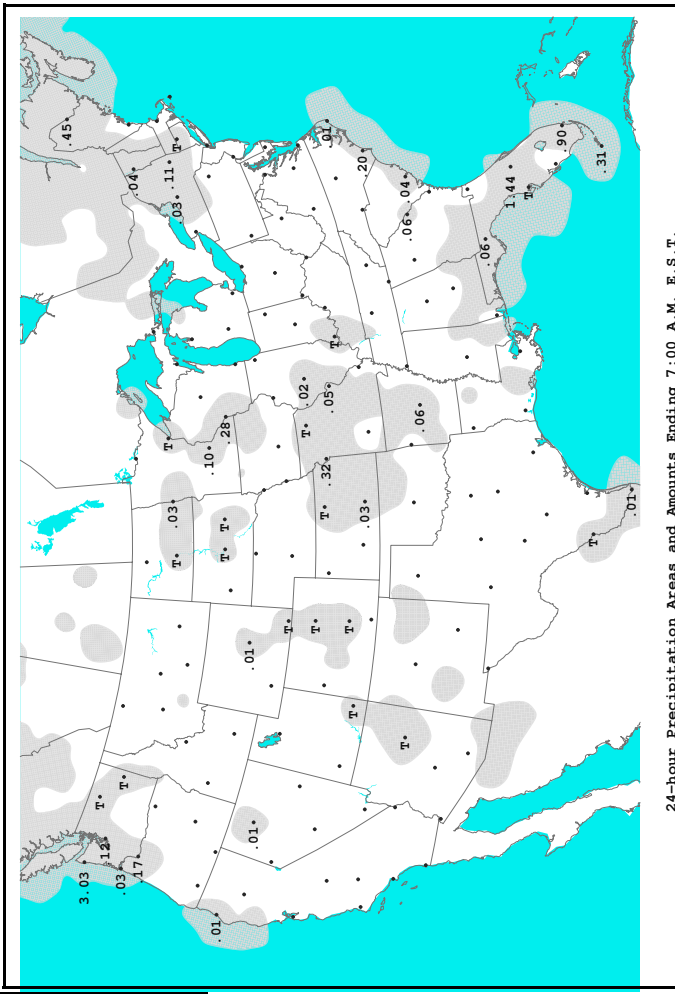 .45
3.03
T
.12
.03
T
.04
.17
T
.11
.03
T
T
.03
.10
.01
T
T
.28
.01
.01
T
.02
T
T
T
.32
.01
.05
T
T
T
20
.03
T
.04
.06
.06
.06
1.44
T
.90
T
.31
.01
24-hour Precipitation Areas and Amounts Ending 7:00 A.M. E.S.T.